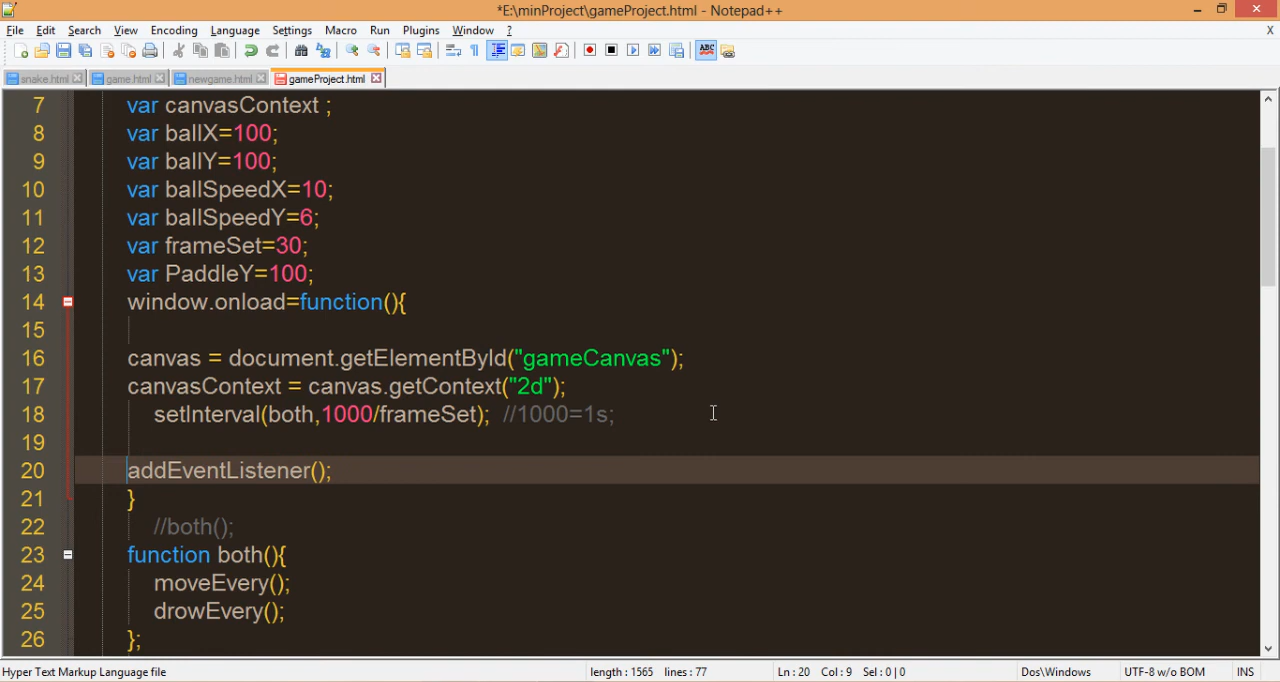 *E:\minProject\gameProject.html - Notepad++
File Edit Search View Encoding Language Settings Macro Run Plugins Window ? X
snake.html game.html newgame.html gameProject.html
7 var canvasContext ;
8 var ballX=100;
9 var ballY=100;
10 var ballSpeedX=10;
11 var ballSpeedY=6;
12 var frameSet=30;
13 var PaddleY=100;
14 window.onload=function(){
15
16 canvas = document.getElementById("gameCanvas");
17 canvasContext = canvas.getContext("2d");
18 setInterval(both,1000/frameSet); //1000=1s;
19
20 addEventListener();
21 }
22 //both();
23 function both(){
24 moveEvery();
25 drowEvery();
26 };
Hyper Text Markup Language file length : 1565 lines : 77 Ln : 20 Col : 9 Sel : 0 | 0 Dos\Windows UTF-8 w/o BOM INS